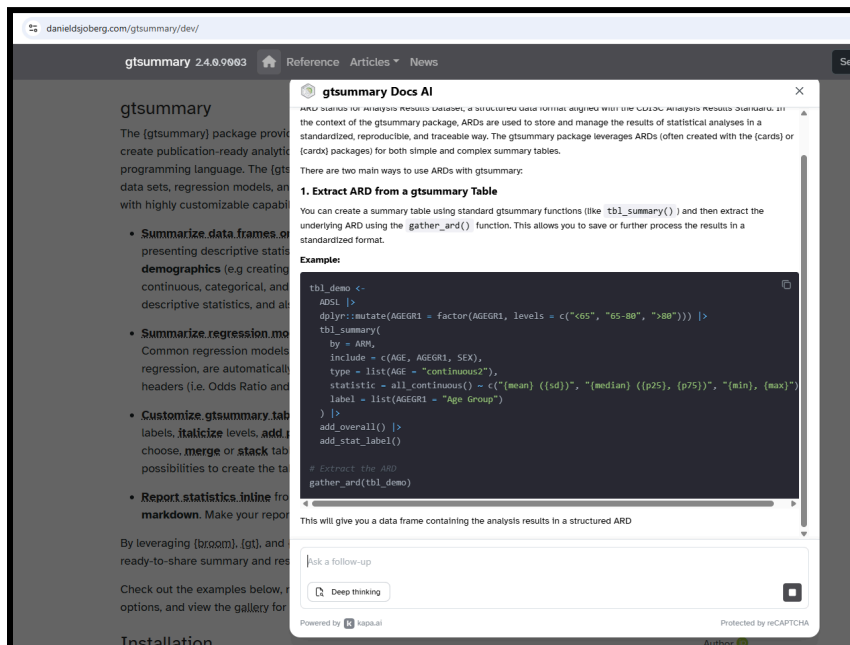 danieldsjoberg.com/gtsummary/dev/
gtsummary 2.4.0.9003 Reference Articles News
Se
gtsummary
The {gtsummary} package provi
create publication-ready analytic
programming language. The {gts
data sets, regression models, an
with highly customizable capabil
Summarize data frames or
presenting descriptive statis
demographics (e.g creating
continuous, categorical, and
descriptive statistics, and als
Summarize regression mo
Common regression models
regression, are automatically
headers (i.e. Odds Ratio and
Customize gtsummary tab
labels, italicize levels, add p
choose, merge or stack tab
possibilities to create the ta
Report statistics inline fro
markdown. Make your repor
By leveraging {broom}, {gt}, and
ready-to-share summary and res
Check out the examples below, r
options, and view the gallery for
Installation
Author
gtsummary Docs AI
ARD stands for Analysis Results Dataset, a structured data format aligned with the CDISC Analysis Results Standard. In
the context of the gtsummary package, ARDs are used to store and manage the results of statistical analyses in a
standardized, reproducible, and traceable way. The gtsummary package leverages ARDs (often created with the {cards} or
{cardx} packages) for both simple and complex summary tables.
There are two main ways to use ARDs with gtsummary:
1. Extract ARD from a gtsummary Table
You can create a summary table using standard gtsummary functions (like tbl_summary() ) and then extract the
underlying ARD using the gather_ard() function. This allows you to save or further process the results in a
standardized format.
Example:
tbl_demo <-
ADSL |>
dplyr::mutate(AGEGR1 = factor(AGEGR1, levels = c("<65", "65-80", ">80"))) |>
tbl_summary(
by = ARM,
include = c(AGE, AGEGR1, SEX),
type = list(AGE = "continuous2"),
statistic = all_continuous() ~ c("{mean} ({sd})", "{median} ({p25}, {p75})", "{min}, {max}")
label = list(AGEGR1 = "Age Group")
) |>
add_overall() |>
add_stat_label()
# Extract the ARD
gather_ard(tbl_demo)
This will give you a data frame containing the analysis results in a structured ARD
Ask a follow-up
Deep thinking
Powered by kapa.ai
Protected by reCAPTCHA